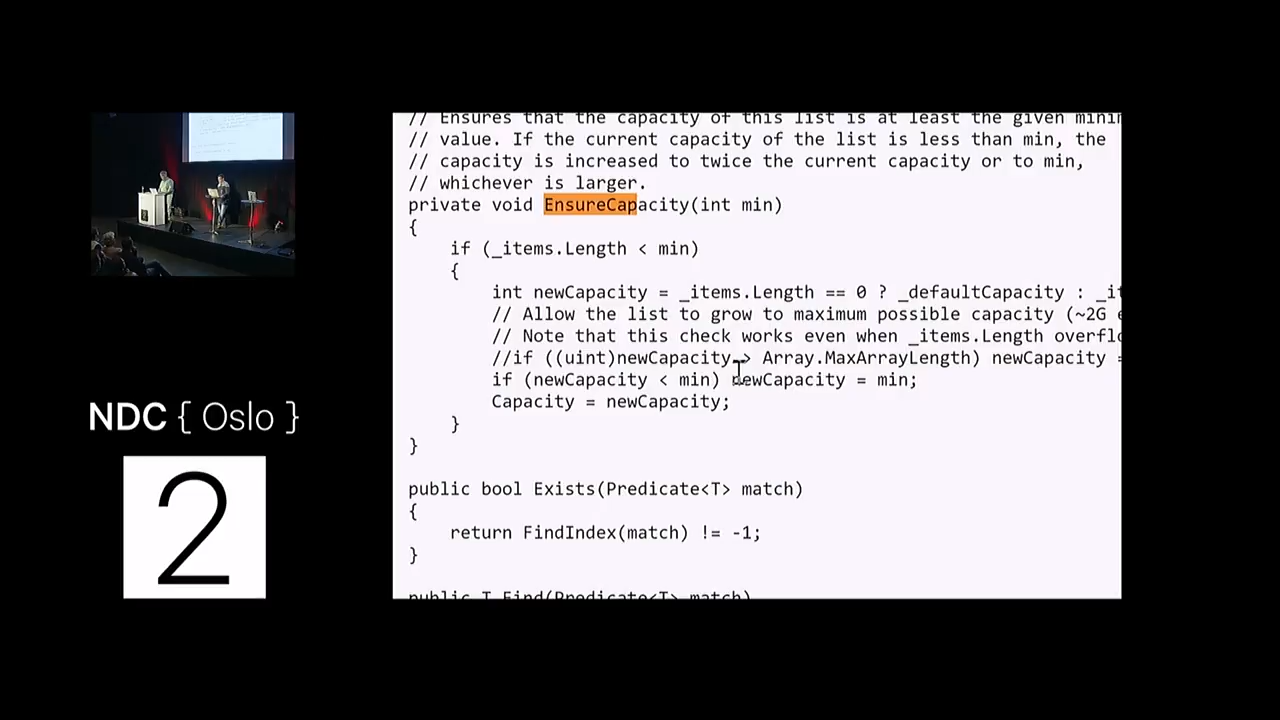 // Ensures that the capacity of this list is at least the given
// value. If the current capacity of the list is less than min, the
// capacity is increased to twice the current capacity or to min,
// whichever is larger.
private void EnsureCapacity(int min)
{
if (_items.Length < min)
{
int newCapacity = _items.Length == 0 ? _defaultCapacity :
// Allow the list to grow to maximum possible capacity (~2G
// Note that this check works even when _items.Length
//if ((uint)newCapacity > Array.MaxArrayLength) newCapacity =
if (newCapacity < min) newCapacity = min;
Capacity = newCapacity;
}
}
public bool Exists(Predicate<T> match)
{
return FindIndex(match) != -1;
}
public T Find(Predicate<T> match)
NDC { Oslo }
2